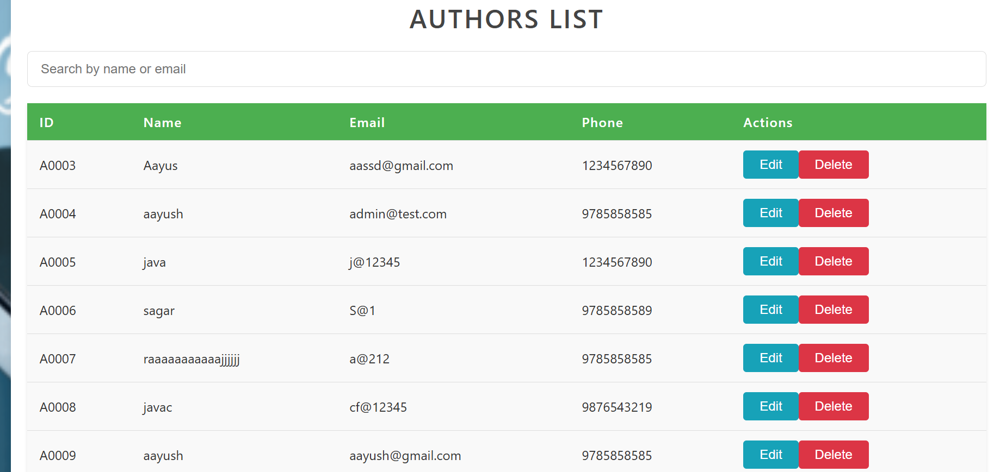 AUTHORS LIST
Search by name or email
ID Name Email Phone Actions
A0003 Aayus aassd@gmail.com 1234567890 Edit Delete
A0004 aayush admin@test.com 9785858585 Edit Delete
A0005 java j@12345 1234567890 Edit Delete
A0006 sagar S@1 9785858589 Edit Delete
A0007 raaaaaaaaaaajjjjjj a@212 9785858585 Edit Delete
A0008 javac cf@12345 9876543219 Edit Delete
A0009 aayush aayush@gmail.com 9785858585 Edit Delete